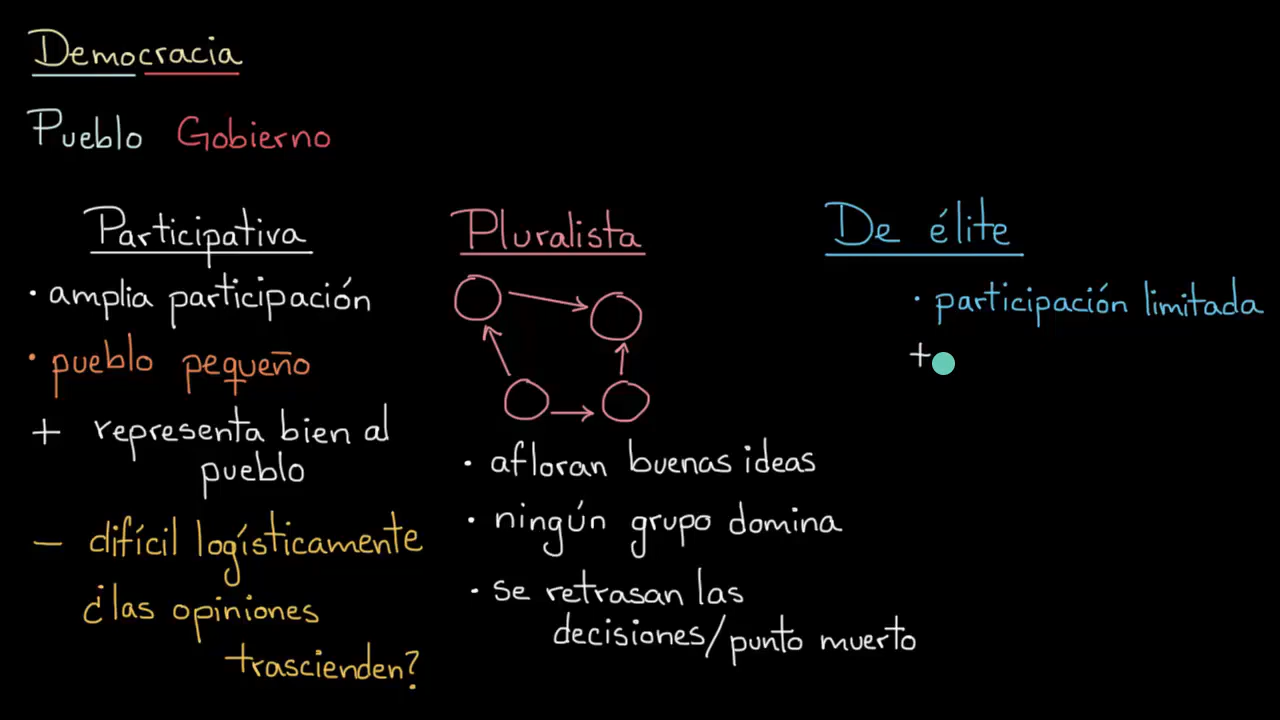 Democracia
Pueblo Gobierno
Participativa
· amplia participación
· pueblo pequeño
+ representa bien al
pueblo
- difícil logísticamente
¿las opiniones
trascienden?
Pluralista
· afloran buenas ideas
· ningún grupo domina
· se retrasan las
decisiones/punto muerto
De élite
· participación limitada
+